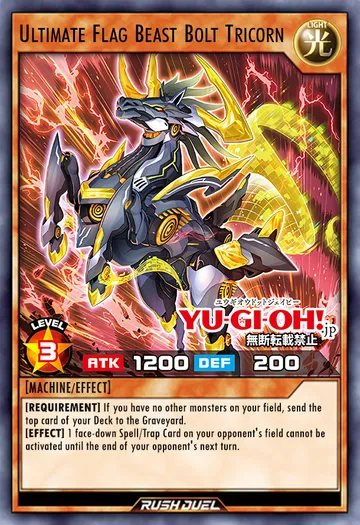 ULTIMATE FLAG BEAST BOLT TRICORN
LIGHT
光
ユウギオウドットジェイピー
YU-GI-OH!.jp
無断転載禁止
LEVEL
3
ATK 1200 DEF 200
[MACHINE/EFFECT]
[REQUIREMENT] If you have no other monsters on your field, send the
top card of your Deck to the Graveyard.
[EFFECT] 1 face-down Spell/Trap Card on your opponent's field cannot be
activated until the end of your opponent's next turn.
RUSH DUEL